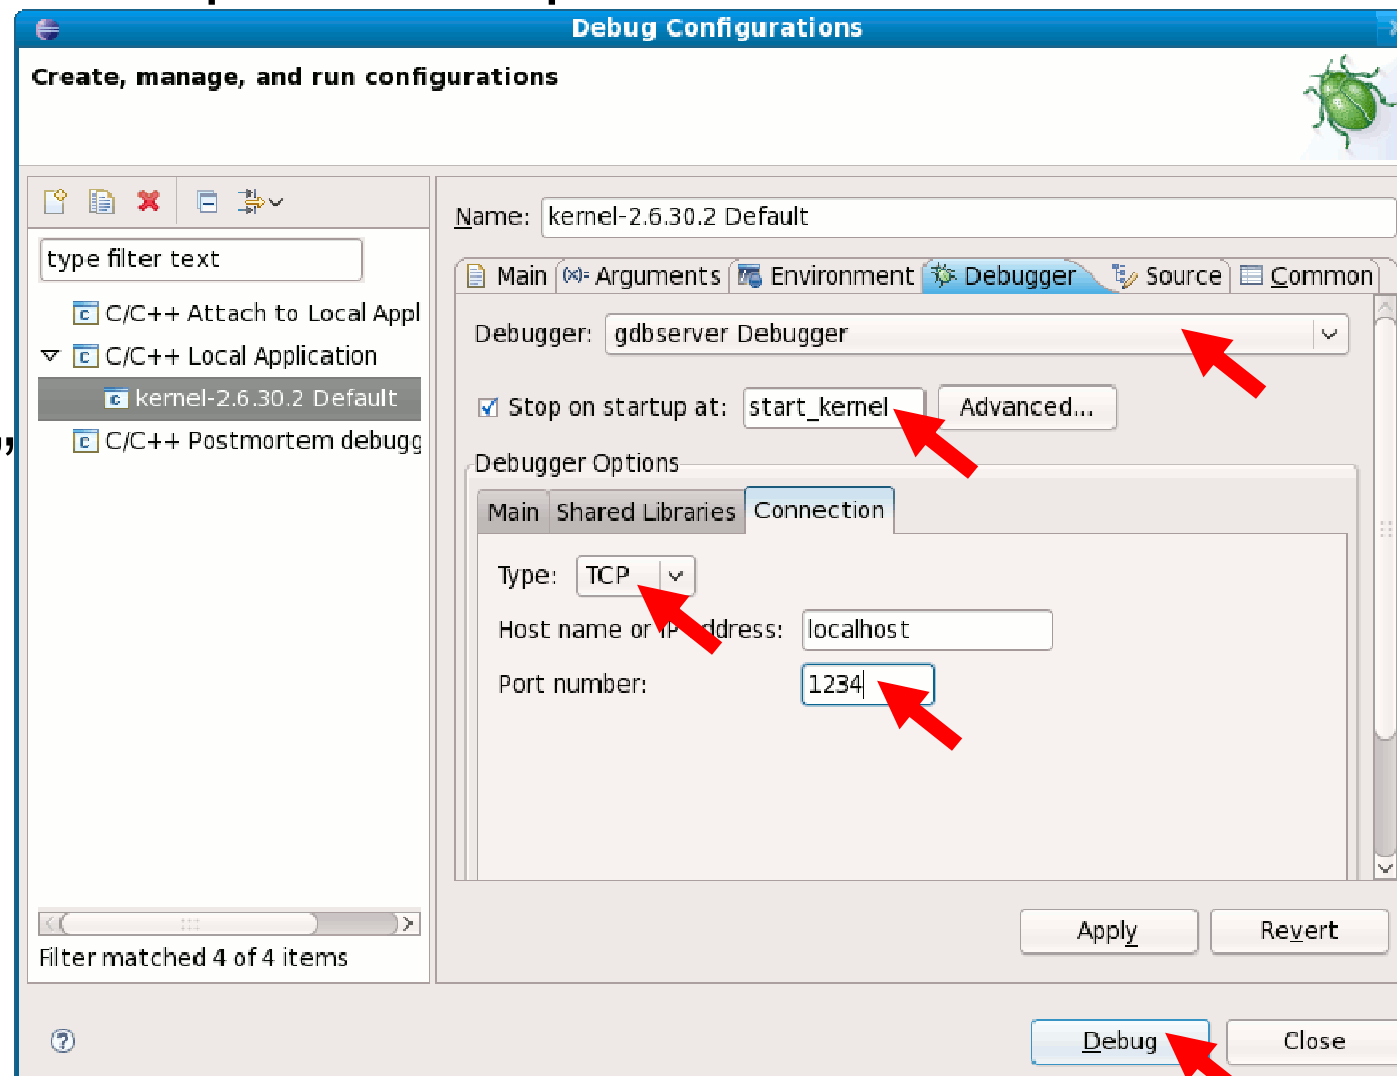 Debug Configurations
Create, manage, and run configurations
type filter text
C/C++ Attach to Local Appl
C/C++ Local Application
kernel-2.6.30.2 Default
C/C++ Postmortem debugg
Filter matched 4 of 4 items
”
Name: kernel-2.6.30.2 Default
Main (x)= Arguments Environment Debugger Source Common
Debugger: gdbserver Debugger
Stop on startup at: start_kernel Advanced...
Debugger Options
Main Shared Libraries Connection
Type: TCP
Host name or IP address: localhost
Port number: 1234
Apply Revert
Debug Close